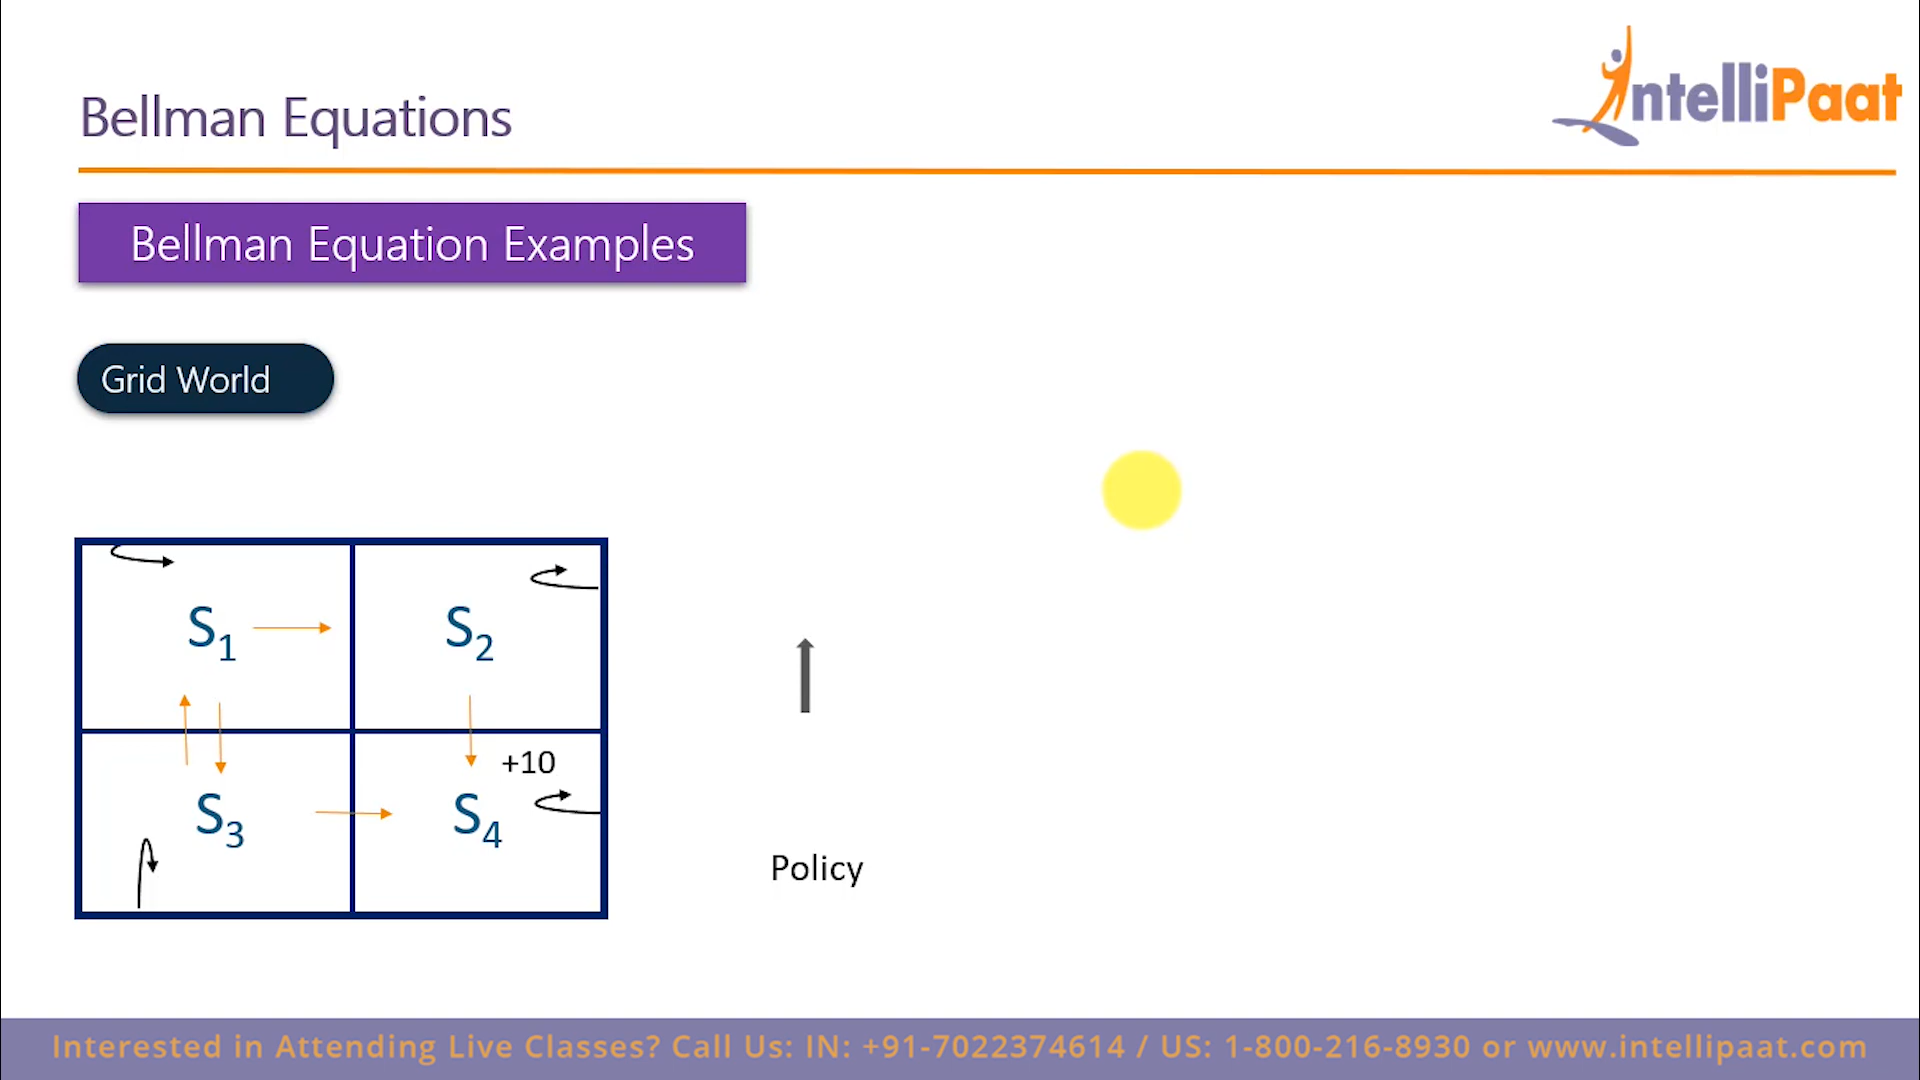 IntelliPaat
Bellman Equations
Bellman Equation Examples
Grid World
S1 S2
+10
S3 S4
Policy
Interested in Attending Live Classes? Call Us: IN: +91-7022374614 / US: 1-800-216-8930 or www.intellipaat.com